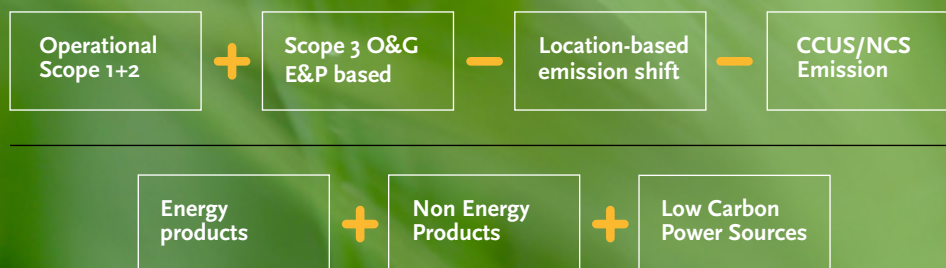 Operational
Scope 1+2
+
Scope 3 O&G
E&P based
−
Location-based
emission shift
−
CCUS/NCS
Emission
Energy
products
+
Non Energy
Products
+
Low Carbon
Power Sources